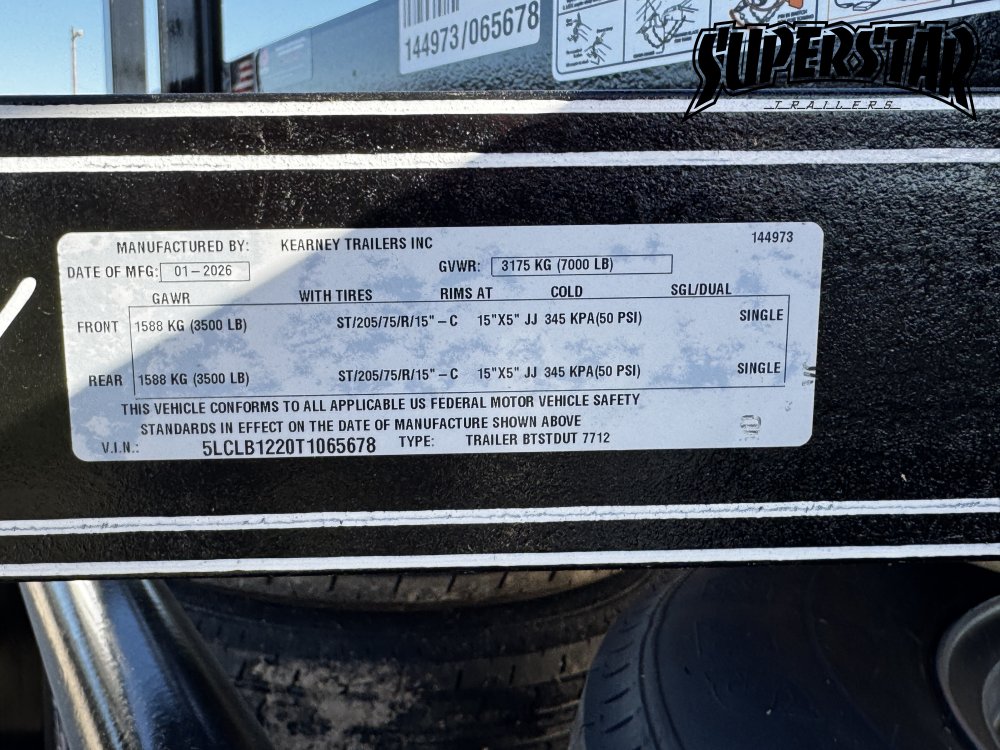 144973/065678
SUPERSTAR
TRAILERS
MANUFACTURED BY: KEARNEY TRAILERS INC 144973
DATE OF MFG: 01-2026 GVWR: 3175 KG (7000 LB)
GAWR WITH TIRES RIMS AT COLD SGL/DUAL
FRONT 1588 KG (3500 LB) ST/205/75/R/15" - C 15"X5" JJ 345 KPA(50 PSI) SINGLE
REAR 1588 KG (3500 LB) ST/205/75/R/15" - C 15"X5" JJ 345 KPA(50 PSI) SINGLE
THIS VEHICLE CONFORMS TO ALL APPLICABLE US FEDERAL MOTOR VEHICLE SAFETY
STANDARDS IN EFFECT ON THE DATE OF MANUFACTURE SHOWN ABOVE
V.I.N.: 5LCLB1220T1065678 TYPE: TRAILER BTSTDUT 7712